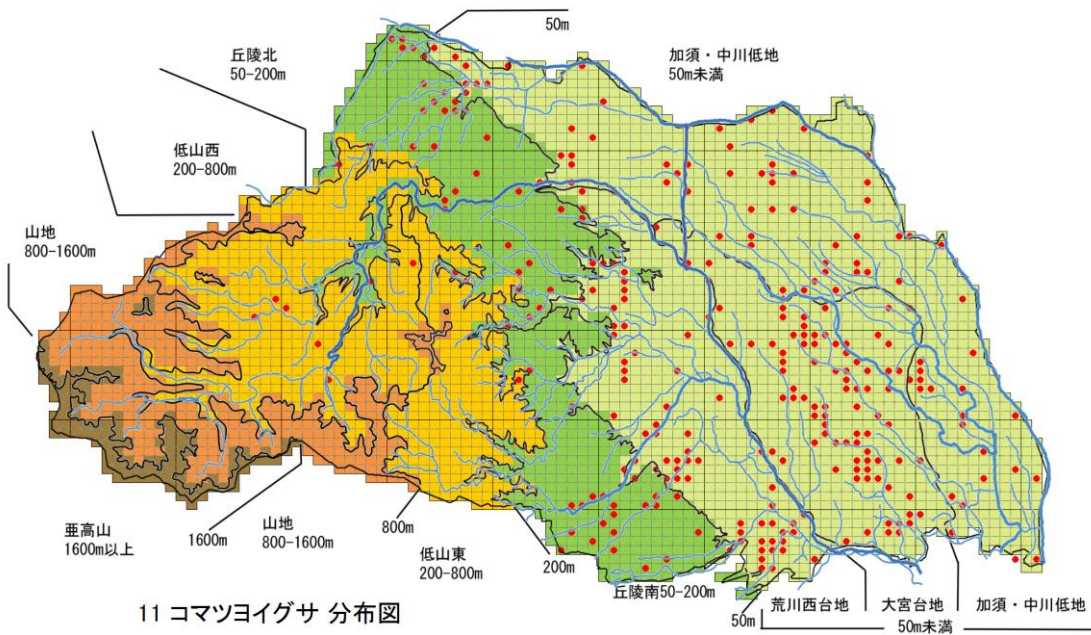 50m
丘陵北
50-200m
加須・中川低地
50m未満
低山西
200-800m
山地
800-1600m
亜高山
1600m以上
1600m
山地
800-1600m
800m
低山東
200-800m
200m
丘陵南50-200m
50m
荒川西台地
大宮台地
加須・中川低地
50m未満
11 コマツヨイグサ 分布図